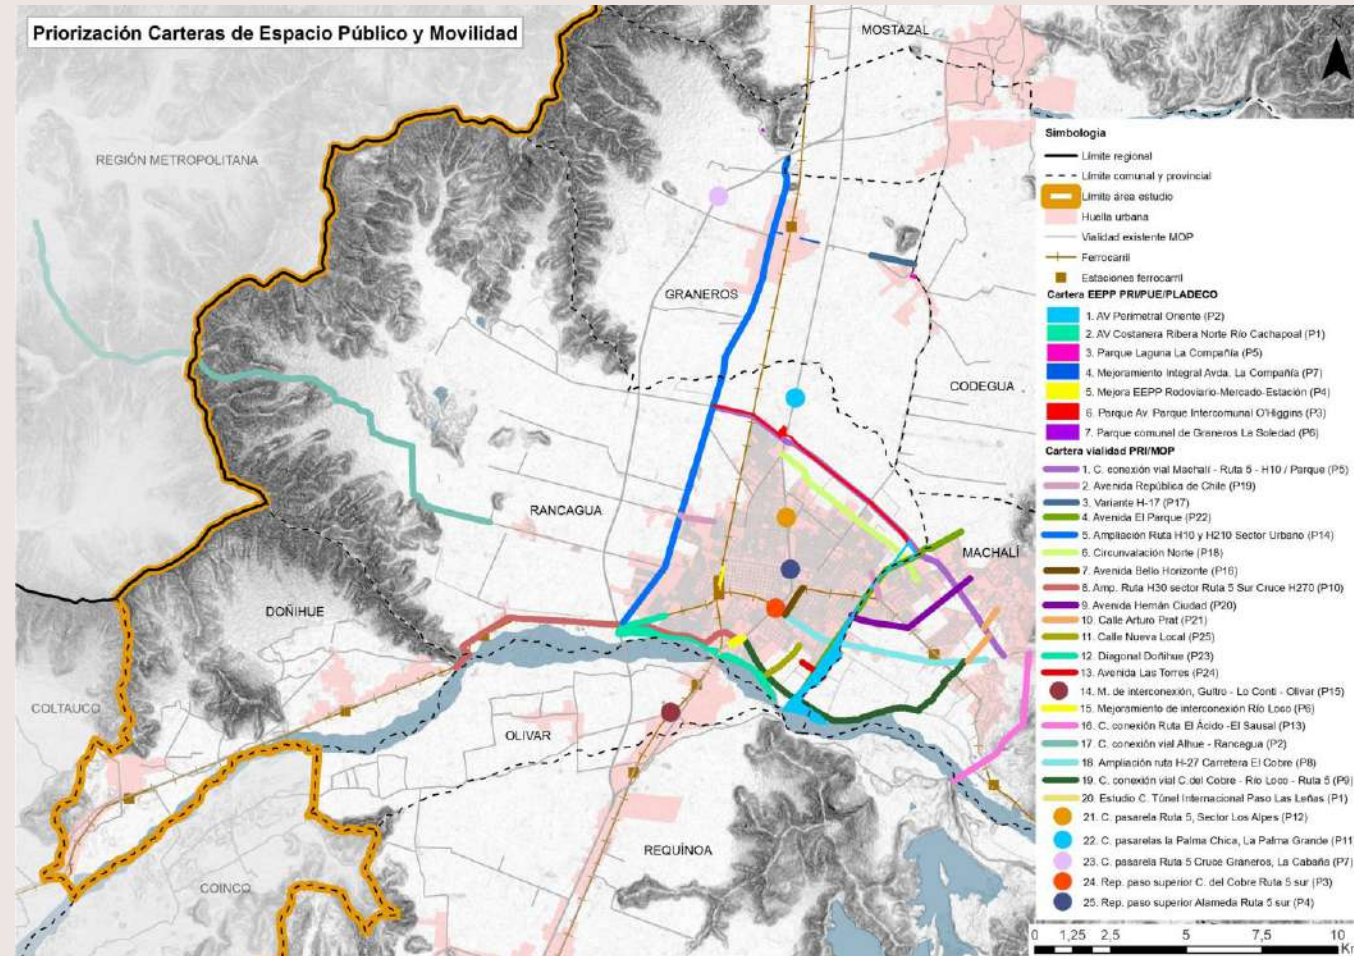 Priorización Carteras de Espacio Público y Movilidad
MOSTAZAL
N
REGIÓN METROPOLITANA
GRANEROS
CODEGUA
RANCAGUA
MACHALÍ
DOÑIHUE
COLTAUCO
OLIVAR
REQUÍNOA
COINCO
Simbología
Límite regional
Límite comunal y provincial
Límite área estudio
Huella urbana
Vialidad existente MOP
Ferrocarril
Estaciones ferrocarril
Cartera EEPP PRI/PUE/PLADECO
1. AV Perimetral Oriente (P2)
2. AV Costanera Ribera Norte Río Cachapoal (P1)
3. Parque Laguna La Compañía (P5)
4. Mejoramiento Integral Avda. La Compañía (P7)
5. Mejora EEPP Rodoviario-Mercado-Estación (P4)
6. Parque Av. Parque Intercomunal O'Higgins (P3)
7. Parque comunal de Graneros La Soledad (P6)
Cartera vialidad PRI/MOP
1. C. conexión vial Machalí - Ruta 5 - H10 / Parque (P5)
2. Avenida República de Chile (P19)
3. Variante H-17 (P17)
4. Avenida El Parque (P22)
5. Ampliación Ruta H10 y H210 Sector Urbano (P14)
6. Circunvalación Norte (P18)
7. Avenida Bello Horizonte (P16)
8. Amp. Ruta H30 sector Ruta 5 Sur Cruce H270 (P10)
9. Avenida Hernán Ciudad (P20)
10. Calle Arturo Prat (P21)
11. Calle Nueva Local (P25)
12. Diagonal Doñihue (P23)
13. Avenida Las Torres (P24)
14. M. de interconexión, Gultro - Lo Conti - Olivar (P15)
15. Mejoramiento de interconexión Río Loco (P6)
16. C. conexión Ruta El Ácido -El Sausal (P13)
17. C. conexión vial Alhue - Rancagua (P2)
18. Ampliación ruta H-27 Carretera El Cobre (P8)
19. C. conexión vial C.del Cobre - Río Loco - Ruta 5 (P9)
20. Estudio C. Túnel Internacional Paso Las Leñas (P1)
21. C. pasarela Ruta 5, Sector Los Alpes (P12)
22. C. pasarelas la Palma Chica, La Palma Grande (P11)
23. C. pasarela Ruta 5 Cruce Graneros, La Cabaña (P7)
24. Rep. paso superior C. del Cobre Ruta 5 sur (P3)
25. Rep. paso superior Alameda Ruta 5 sur (P4)
0 1,25 2,5 5 7,5 10
Km